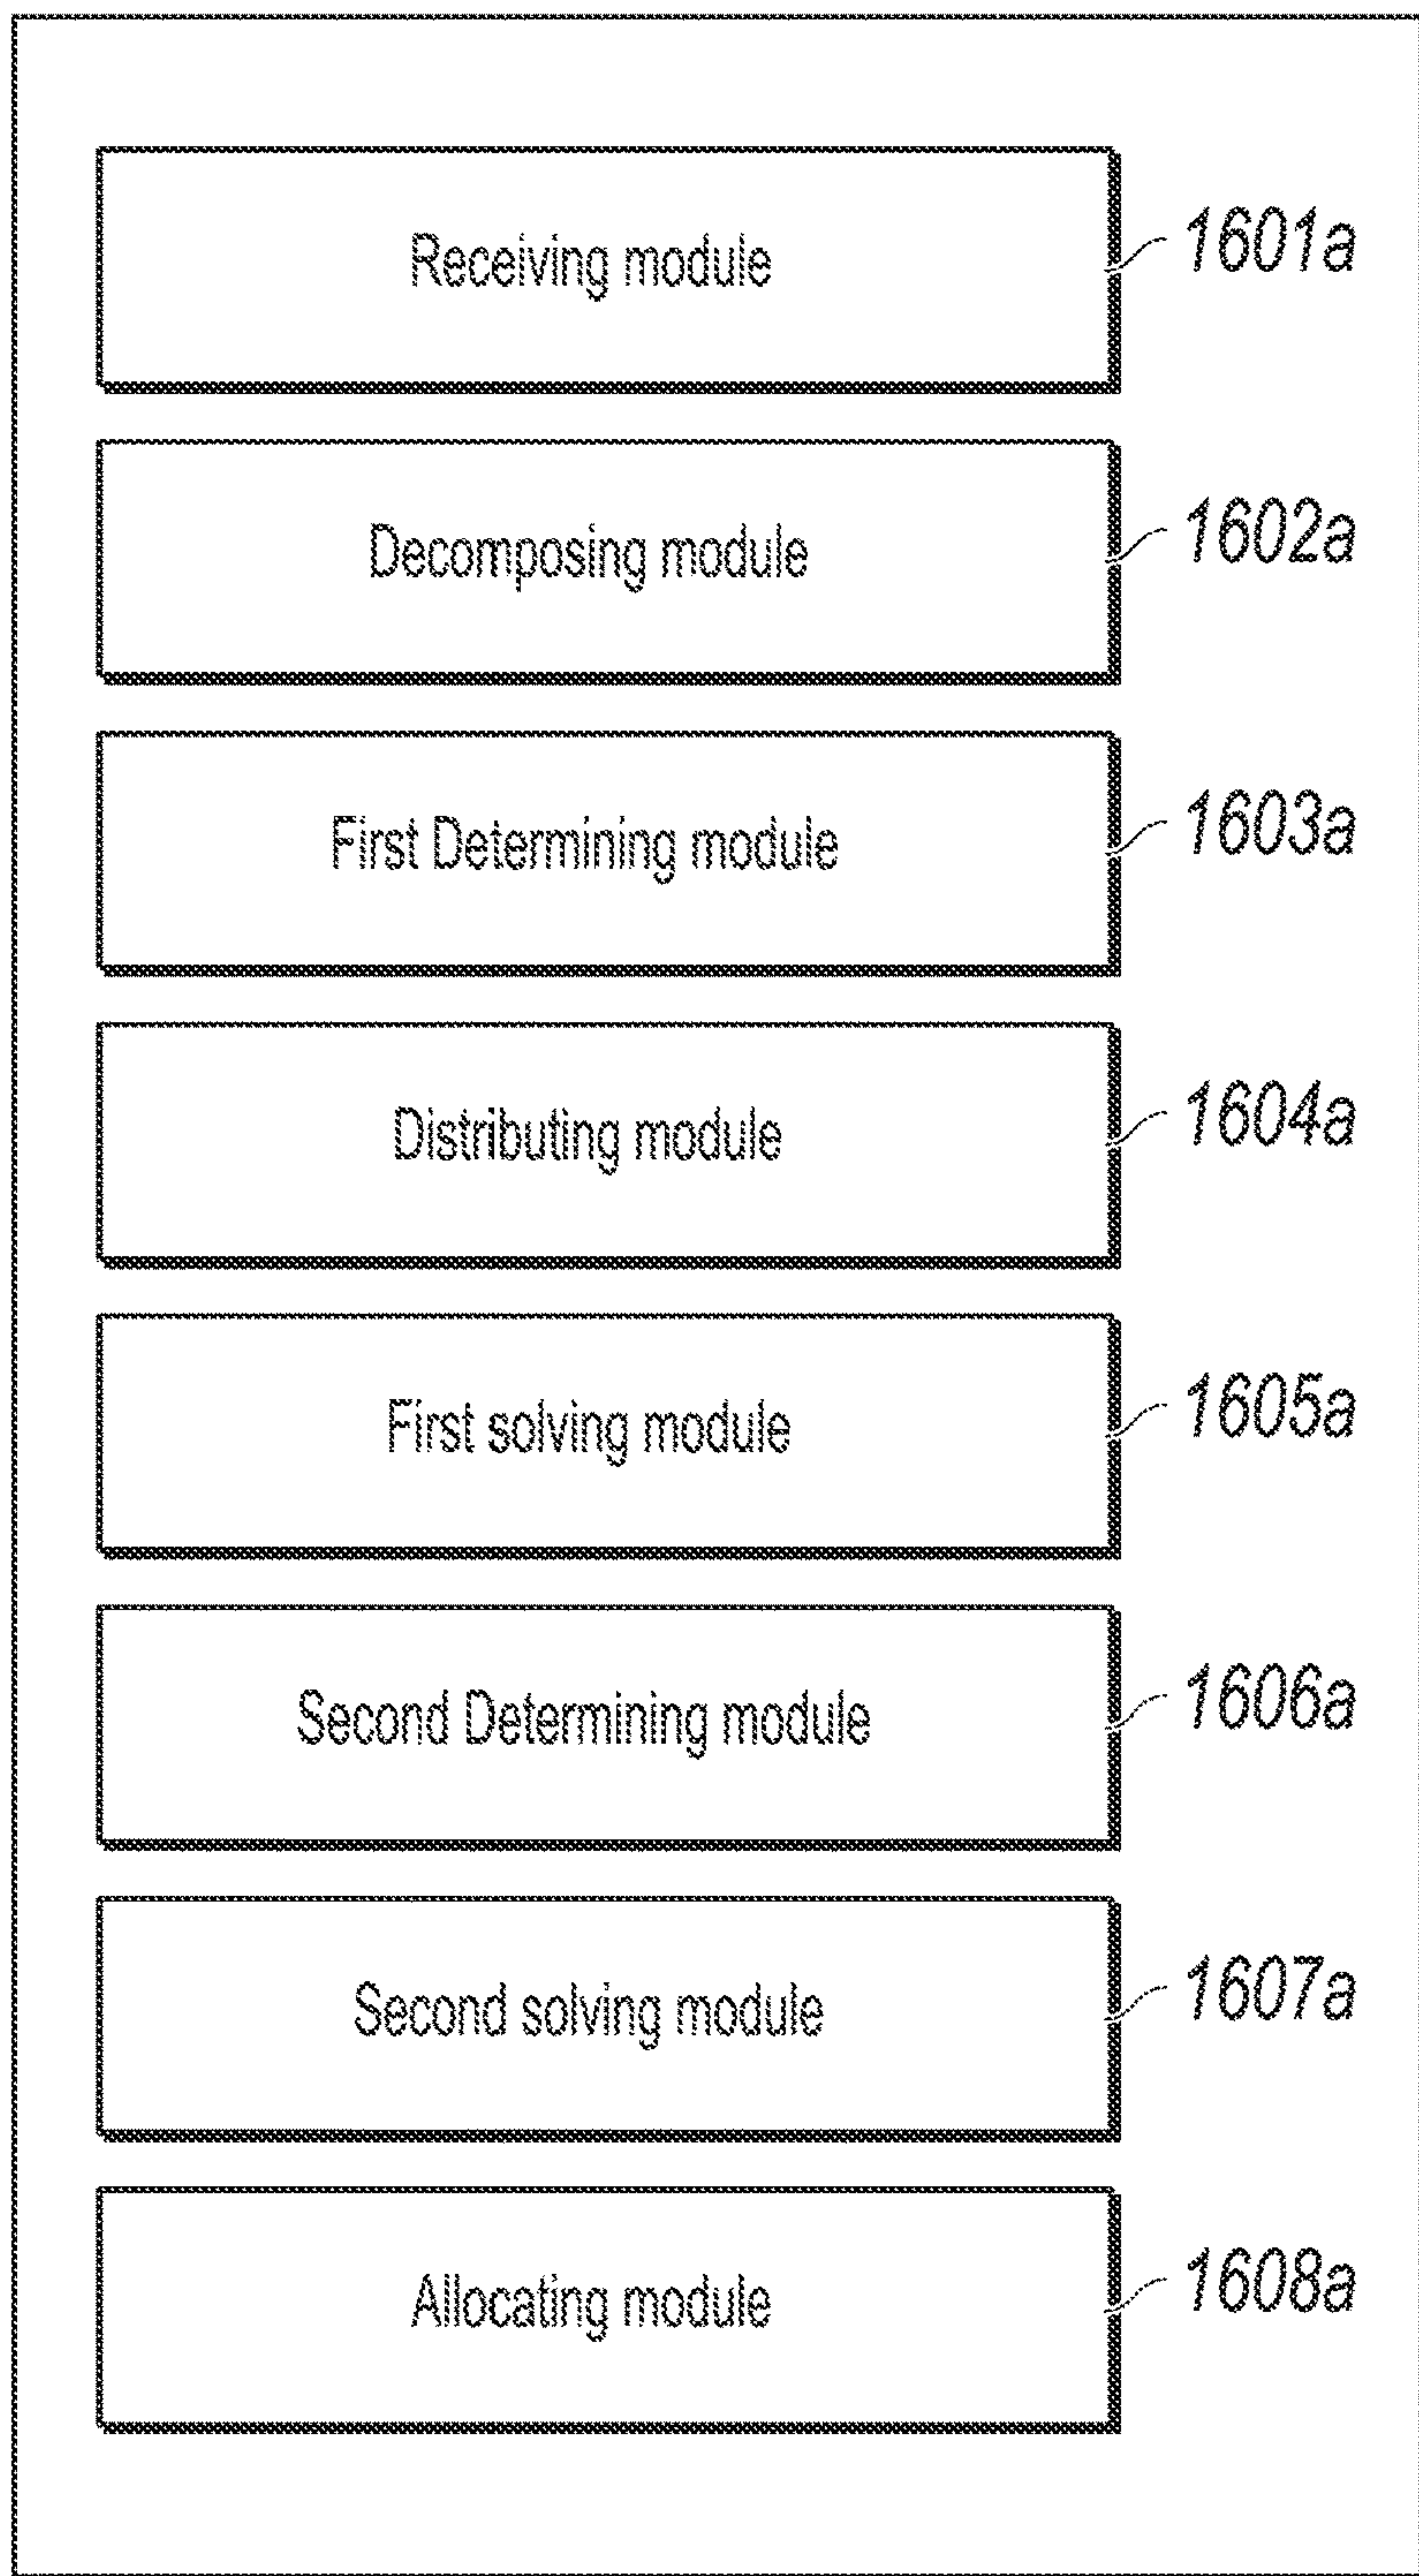 Receiving module
1601a
Decomposing module
1602a
First Determining module
1603a
Distributing module
1604a
First solving module
1605a
Second Determining module
1606a
Second solving module
1607a
Allocating module
1608a